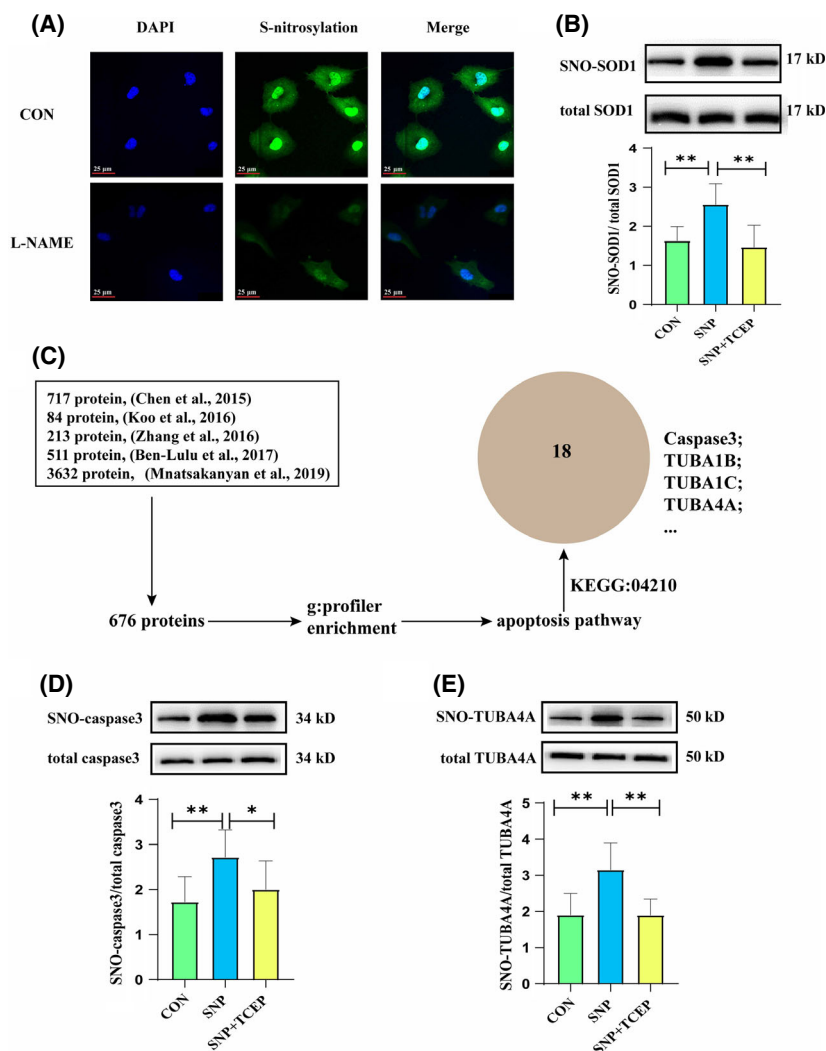 (A)
DAPI S-nitrosylation Merge
CON
25 μm 25 μm 25 μm
L-NAME
25 μm 25 μm 25 μm
(B)
SNO-SOD1 17 kD
total SOD1 17 kD
SNO-SOD1/ total SOD1
4
3
2
1
0
** **
CON SNP SNP+TCEP
(C)
717 protein, (Chen et al., 2015)
84 protein, (Koo et al., 2016)
213 protein, (Zhang et al., 2016)
511 protein, (Ben-Lulu et al., 2017)
3632 protein, (Mnatsakanyan et al., 2019)
18
Caspase3;
TUBA1B;
TUBA1C;
TUBA4A;
...
KEGG:04210
676 proteins
g:profiler
enrichment
apoptosis pathway
(D)
SNO-caspase3 34 kD
total caspase3 34 kD
SNO-caspase3/total caspase3
4
3
2
1
0
** *
CON SNP SNP+TCEP
(E)
SNO-TUBA4A 50 kD
total TUBA4A 50 kD
SNO-TUBA4A/total TUBA4A
5
4
3
2
1
0
** **
CON SNP SNP+TCEP